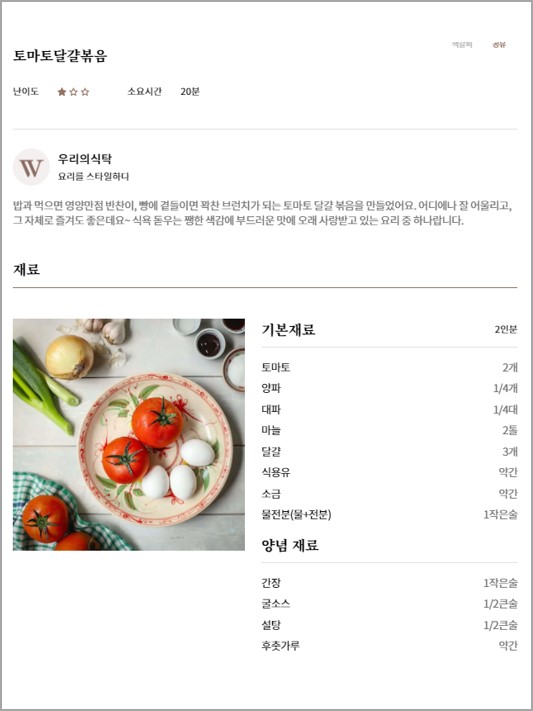 공유
토마토달걀볶음
난이도 ★☆☆ 소요시간 20분
W
우리의식탁
요리를 스타일하다
밥과 먹으면 영양만점 반찬이, 빵에 곁들이면 꽉찬 브런치가 되는 토마토 달걀 볶음을 만들었어요. 어디에나 잘 어울리고,
그 자체로 즐겨도 좋은데요~ 식욕 돋우는 쨍한 색감에 부드러운 맛에 오래 사랑받고 있는 요리 중 하나랍니다.
재료
기본재료 2인분
토마토 2개
양파 1/4개
대파 1/4대
마늘 2톨
달걀 3개
식용유 약간
소금 약간
물전분(물+전분) 1작은술
양념 재료
간장 1작은술
굴소스 1/2큰술
설탕 1/2큰술
후춧가루 약간